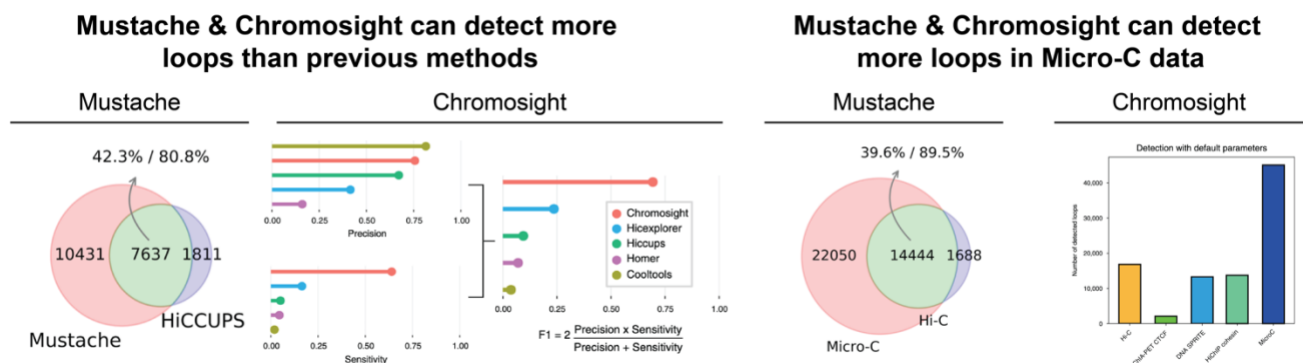 Mustache & Chromosight can detect more
loops than previous methods
Mustache
Chromosight
42.3% / 80.8%
10431
7637
1811
Mustache
HiCCUPS
0.00
0.25
0.50
0.75
1.00
Precision
0.00
0.25
0.50
0.75
1.00
Sensitivity
Chromosight
Hicexplorer
Hiccups
Homer
Cooltools
0.00
0.25
0.50
0.75
1.00
F1 = 2 Precision x Sensitivity
Precision + Sensitivity
Mustache & Chromosight can detect
more loops in Micro-C data
Mustache
Chromosight
39.6% / 89.5%
22050
14444
1688
Hi-C
Micro-C
Detection with default parameters
Number of detected loops
40,000
30,000
20,000
10,000
0
Hi-C
PET CTCF
DNA SPRITE
HiChIP cohesin
MicroC